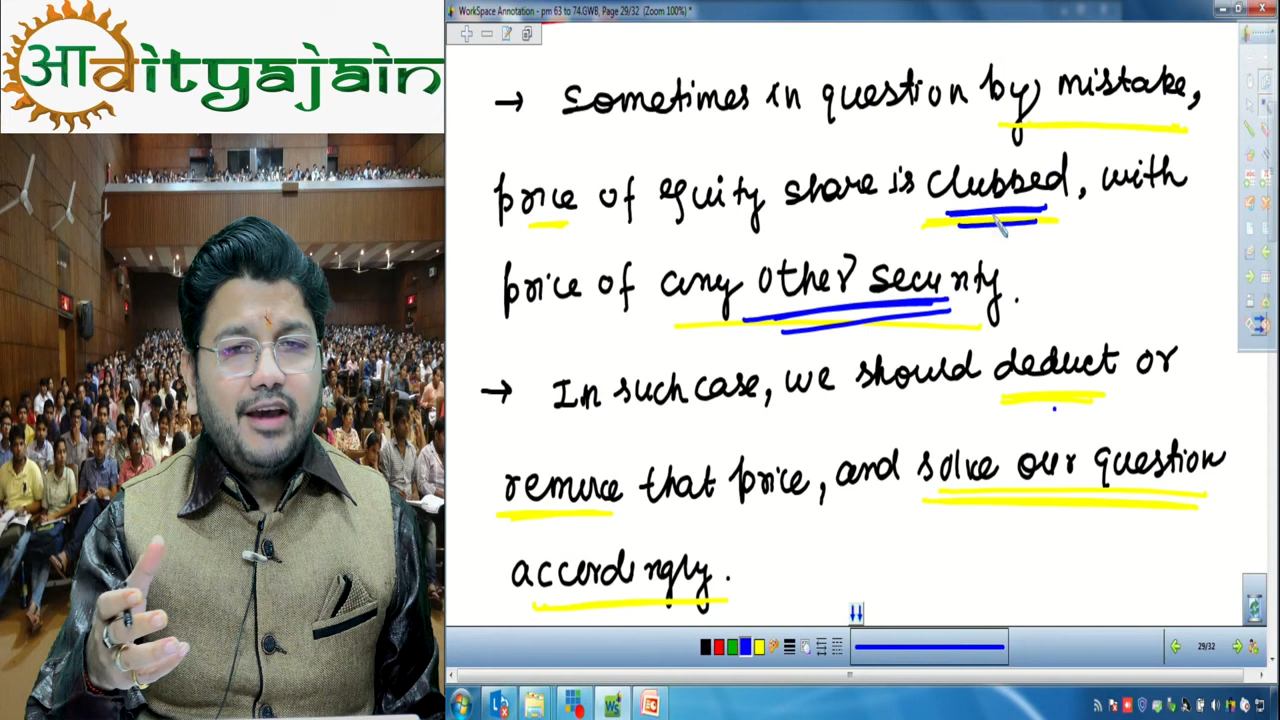 आdityajain
WorkSpace Annotation - pm 63 to 74.GWB, Page 29/32 (Zoom 100%) *
→ Sometimes in question by mistake,
price of equity share is clubbed, with
price of any other security.
→ In such case, we should deduct or
remove that price, and solve our question
accordingly.
29/32